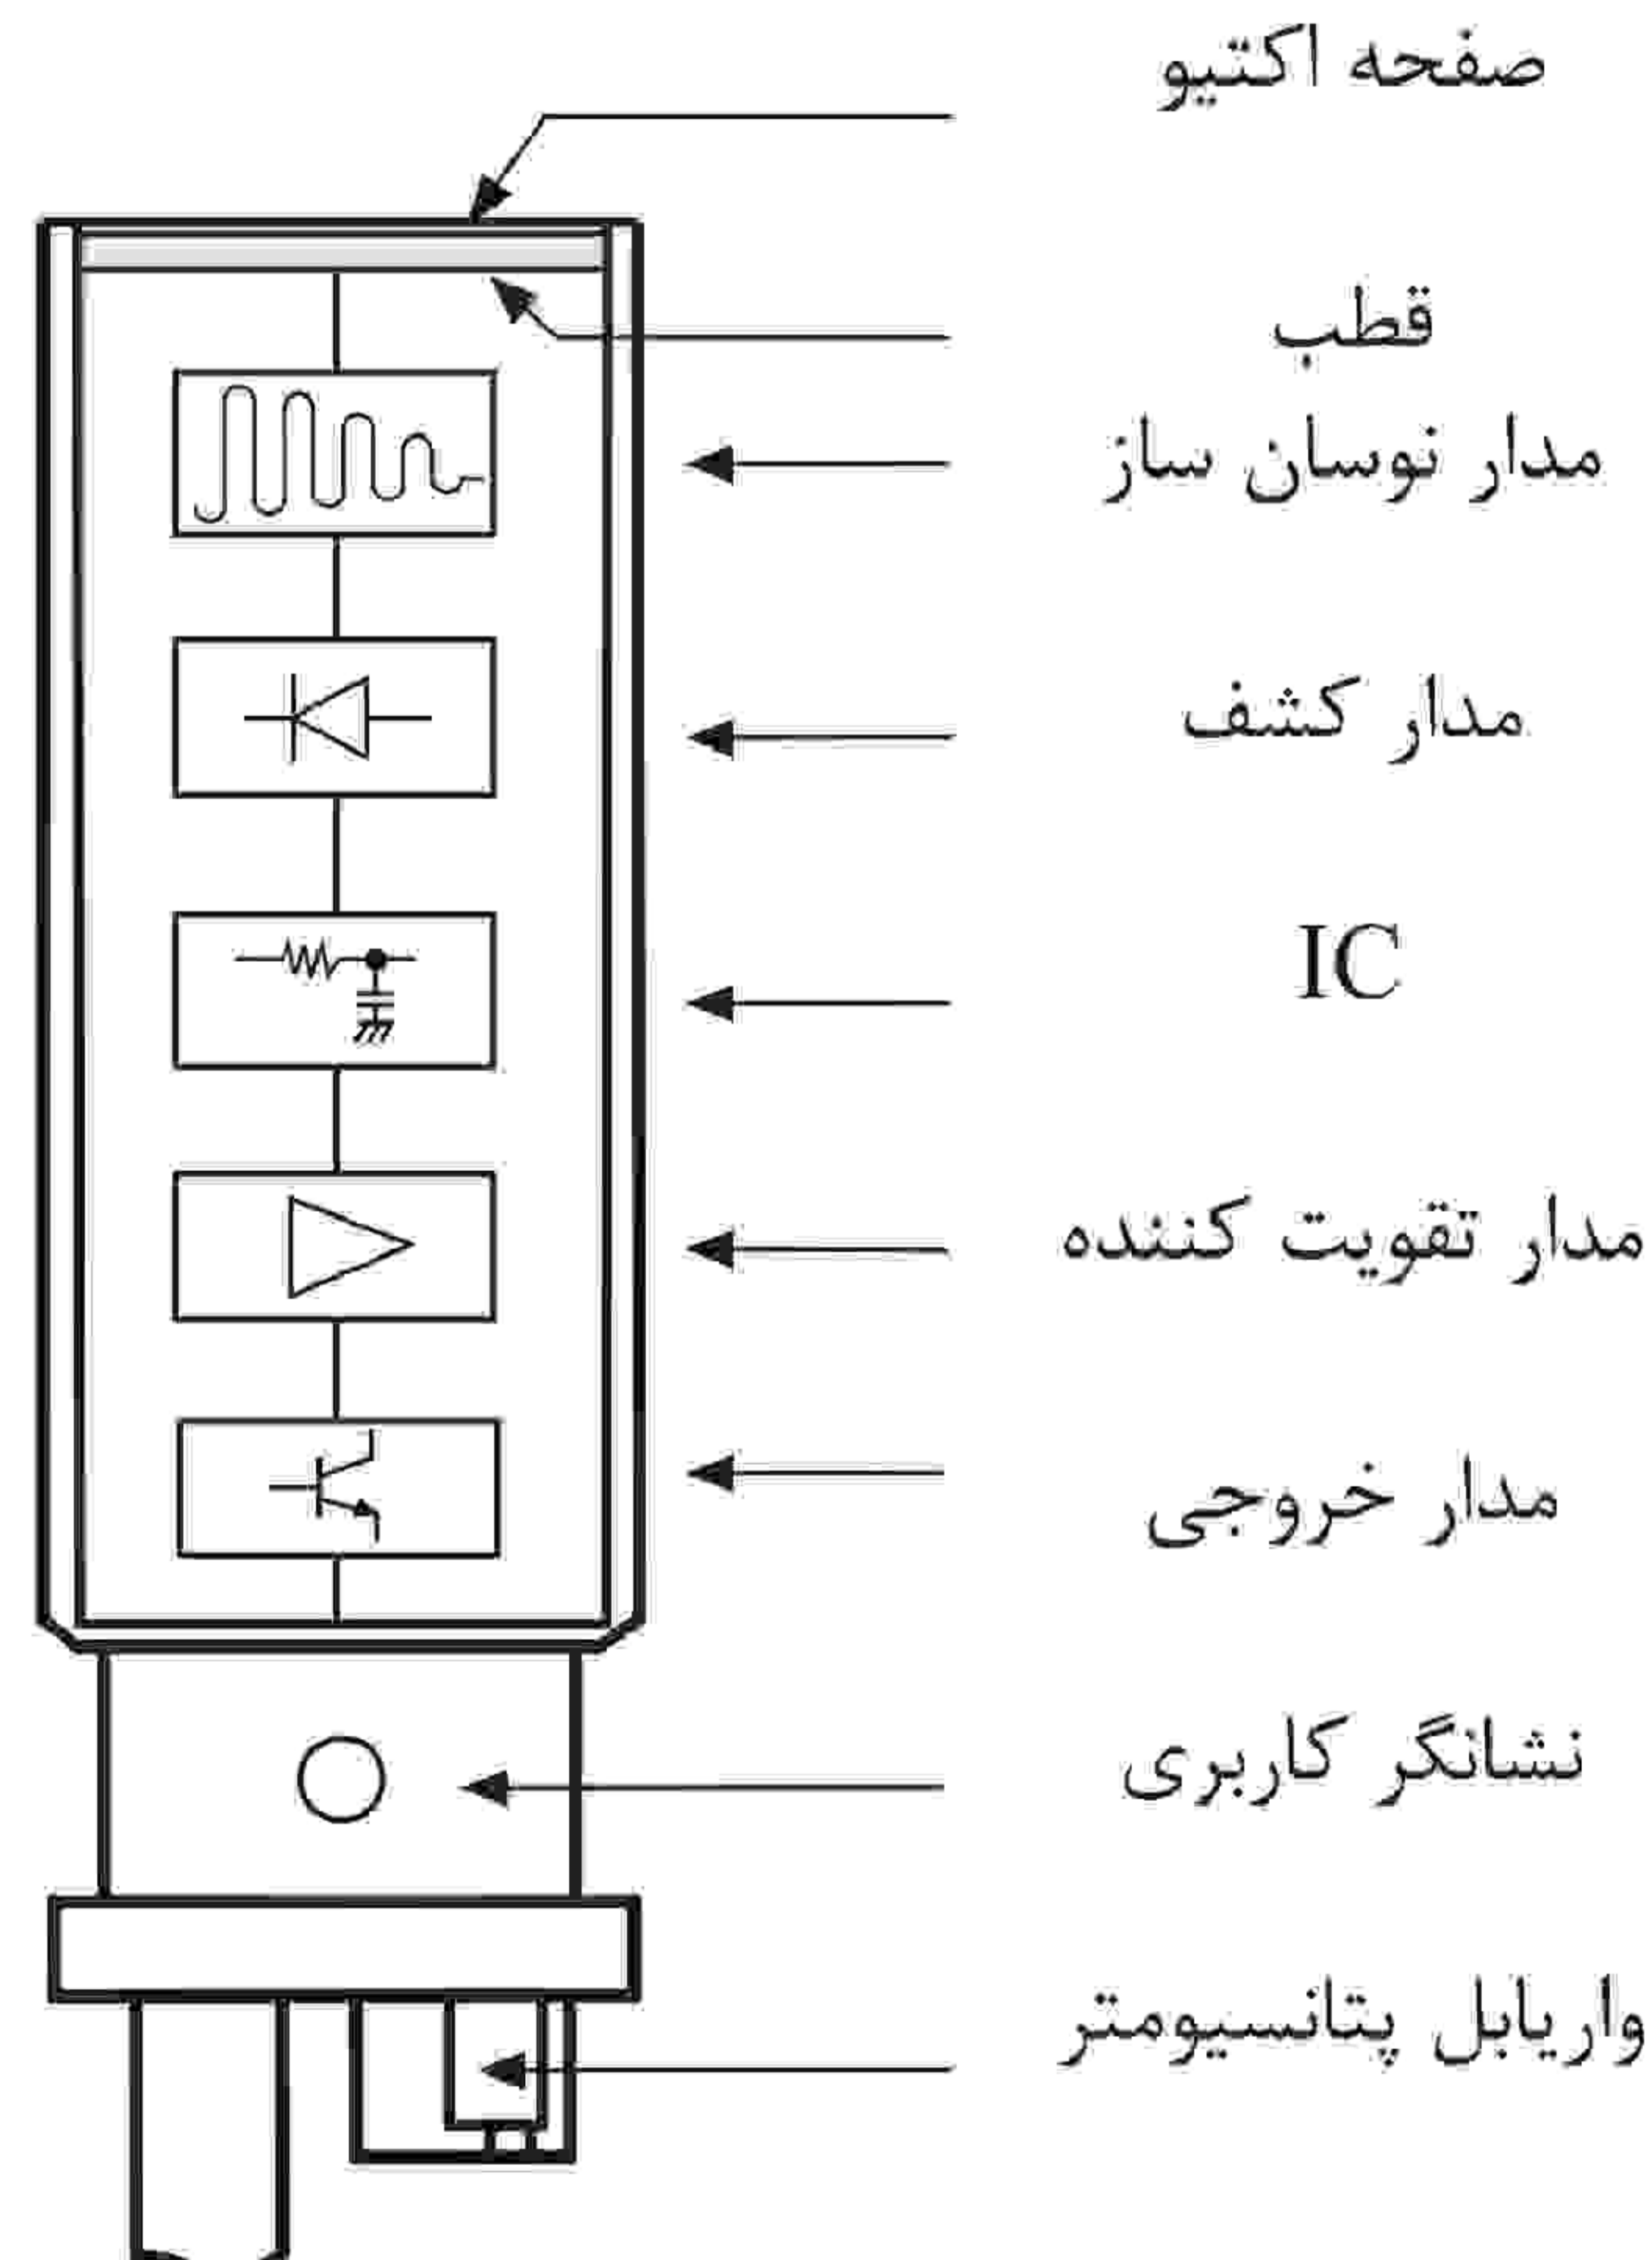 صفحه اکتیو
قطب
مدار نوسان ساز
مدار کشف
IC
مدار تقویت کننده
مدار خروجی
نشانگر کاربری
واریابل پتانسیومتر